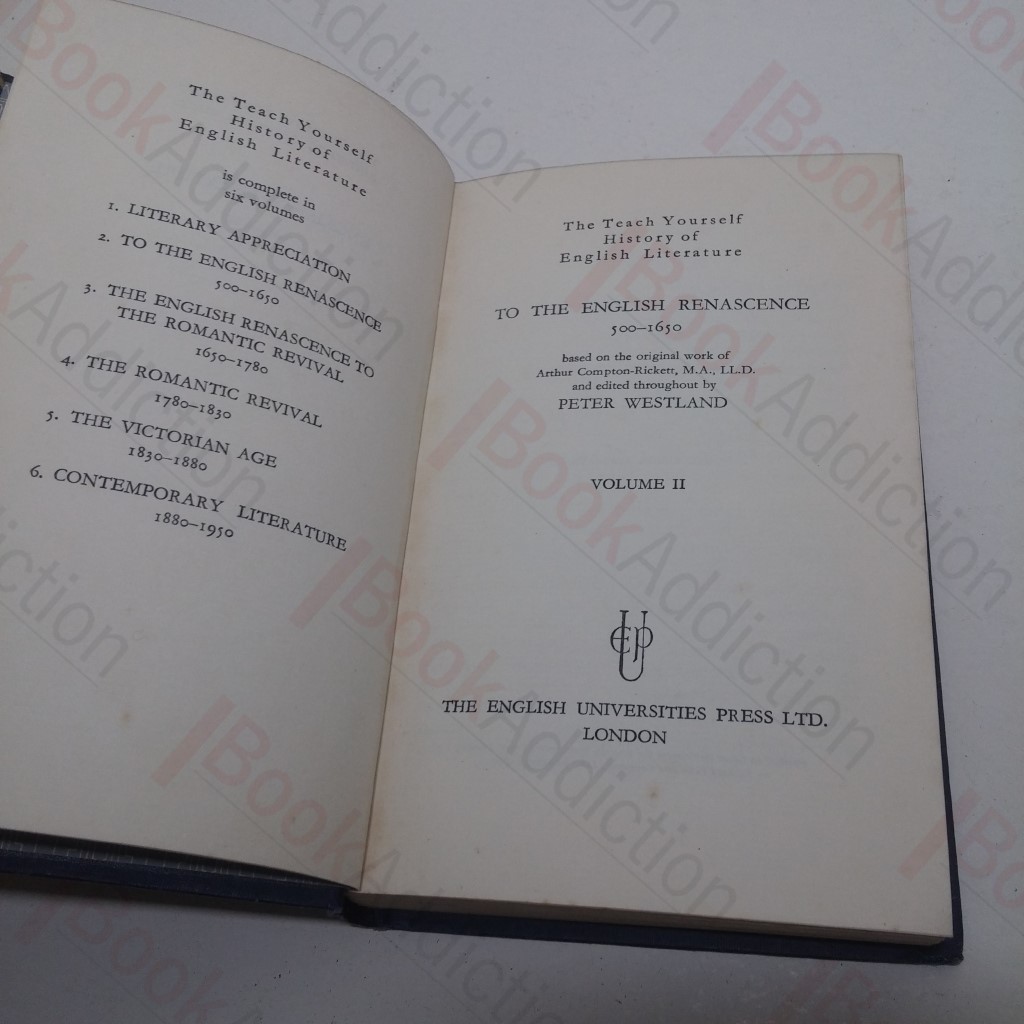 The Teach Yourself
History of
English Literature
is complete in
six volumes
1. LITERARY APPRECIATION
2. TO THE ENGLISH RENASCENCE
500–1650
3. THE ENGLISH RENASCENCE TO
THE ROMANTIC REVIVAL
1650–1780
4. THE ROMANTIC REVIVAL
1780–1830
5. THE VICTORIAN AGE
1830–1880
6. CONTEMPORARY LITERATURE
1880–1950
The Teach Yourself
History of
English Literature
TO THE ENGLISH RENASCENCE
500–1650
based on the original work of
Arthur Compton-Rickett, M.A., LL.D.
and edited throughout by
PETER WESTLAND
VOLUME II
EUP
THE ENGLISH UNIVERSITIES PRESS LTD.
LONDON
BookAddiction